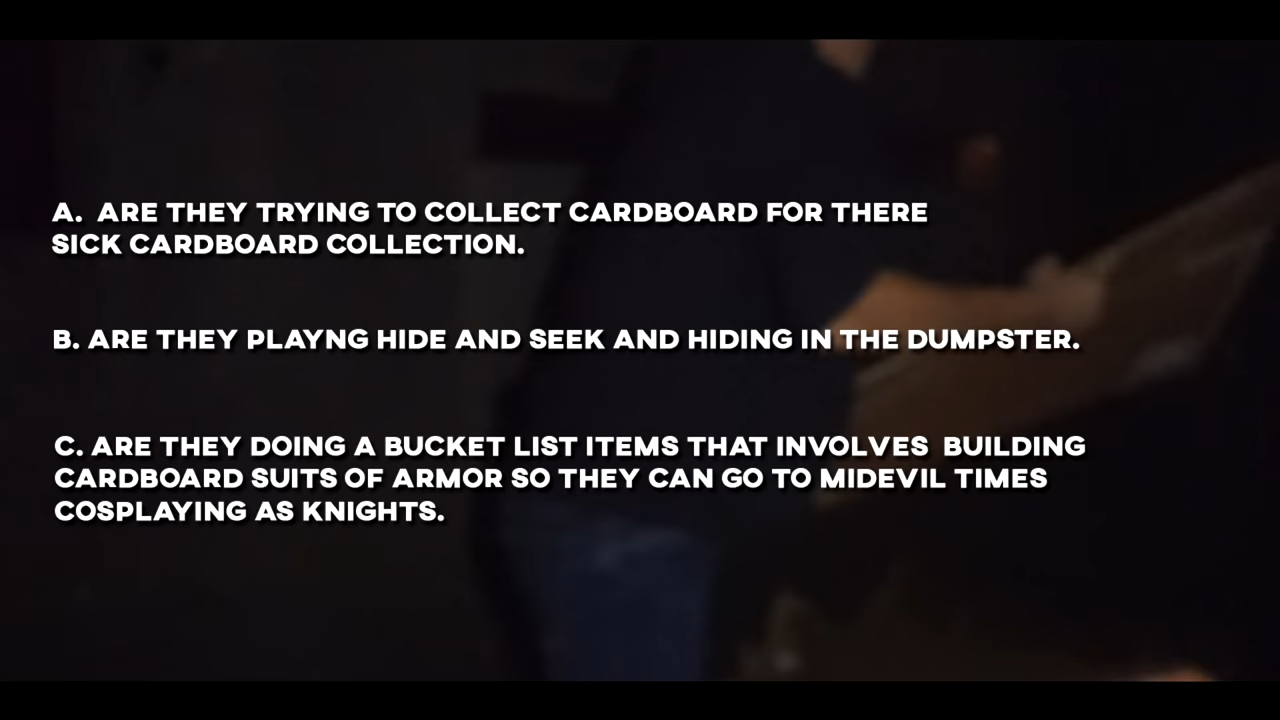 A. ARE THEY TRYING TO COLLECT CARDBOARD FOR THERE
SICK CARDBOARD COLLECTION.
B. ARE THEY PLAYNG HIDE AND SEEK AND HIDING IN THE DUMPSTER.
C. ARE THEY DOING A BUCKET LIST ITEMS THAT INVOLVES BUILDING
CARDBOARD SUITS OF ARMOR SO THEY CAN GO TO MIDEVIL TIMES
COSPLAYING AS KNIGHTS.